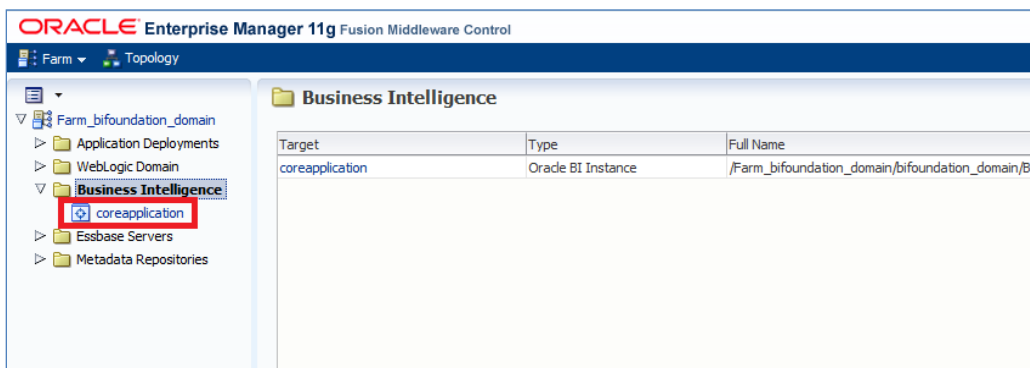 ORACLE Enterprise Manager 11g Fusion Middleware Control
Farm Topology
Farm_bifoundation_domain
Application Deployments
WebLogic Domain
Business Intelligence
coreapplication
Essbase Servers
Metadata Repositories
Business Intelligence
Target Type Full Name
coreapplication Oracle BI Instance /Farm_bifoundation_domain/bifoundation_domain/B